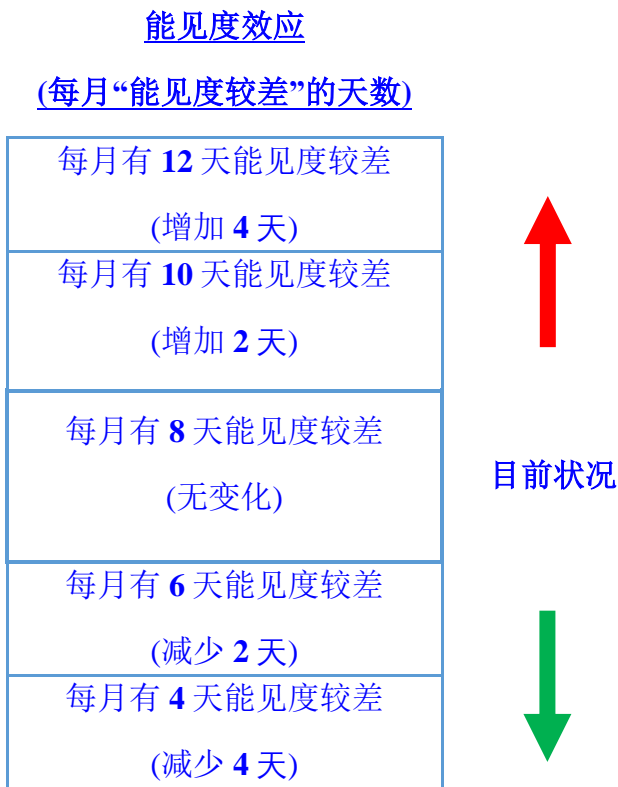 能见度效应
(每月“能见度较差”的天数)
每月有 12 天能见度较差
(增加 4 天)
每月有 10 天能见度较差
(增加 2 天)
每月有 8 天能见度较差
(无变化)
目前状况
每月有 6 天能见度较差
(减少 2 天)
每月有 4 天能见度较差
(减少 4 天)